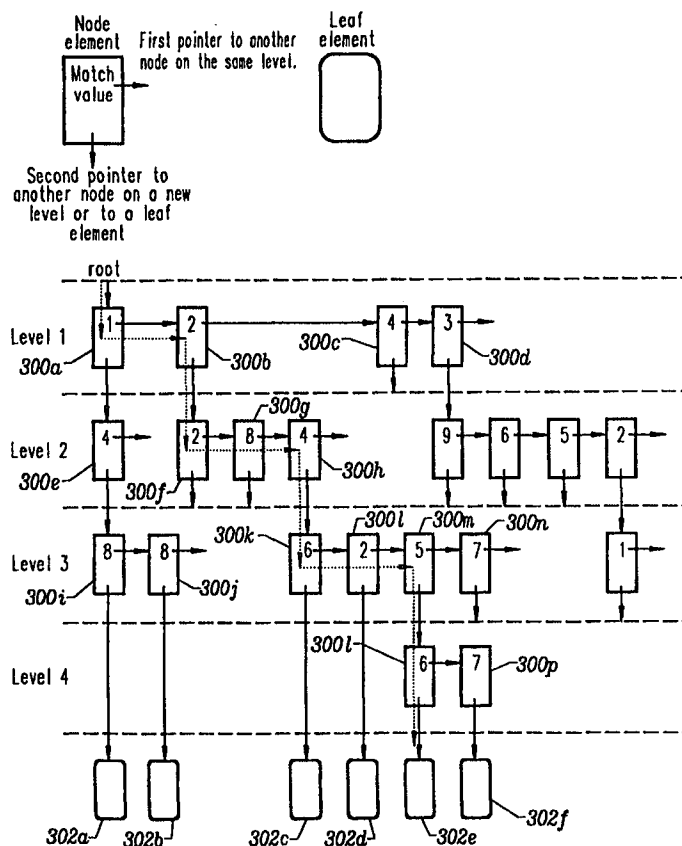 Node
element
Match
value
First pointer to another
node on the same level.
Leaf
element
Second pointer to
another node on a new
level or to a leaf
element
root
Level 1
1
2
4
3
300a
300b
300c
300d
300g
Level 2
4
2
8
4
9
6
5
2
300e
300f
300h
300l
300m
300n
300k
Level 3
8
8
6
2
5
7
1
300i
300j
300l
Level 4
6
7
300p
302a
302b
302c
302d
302e
302f